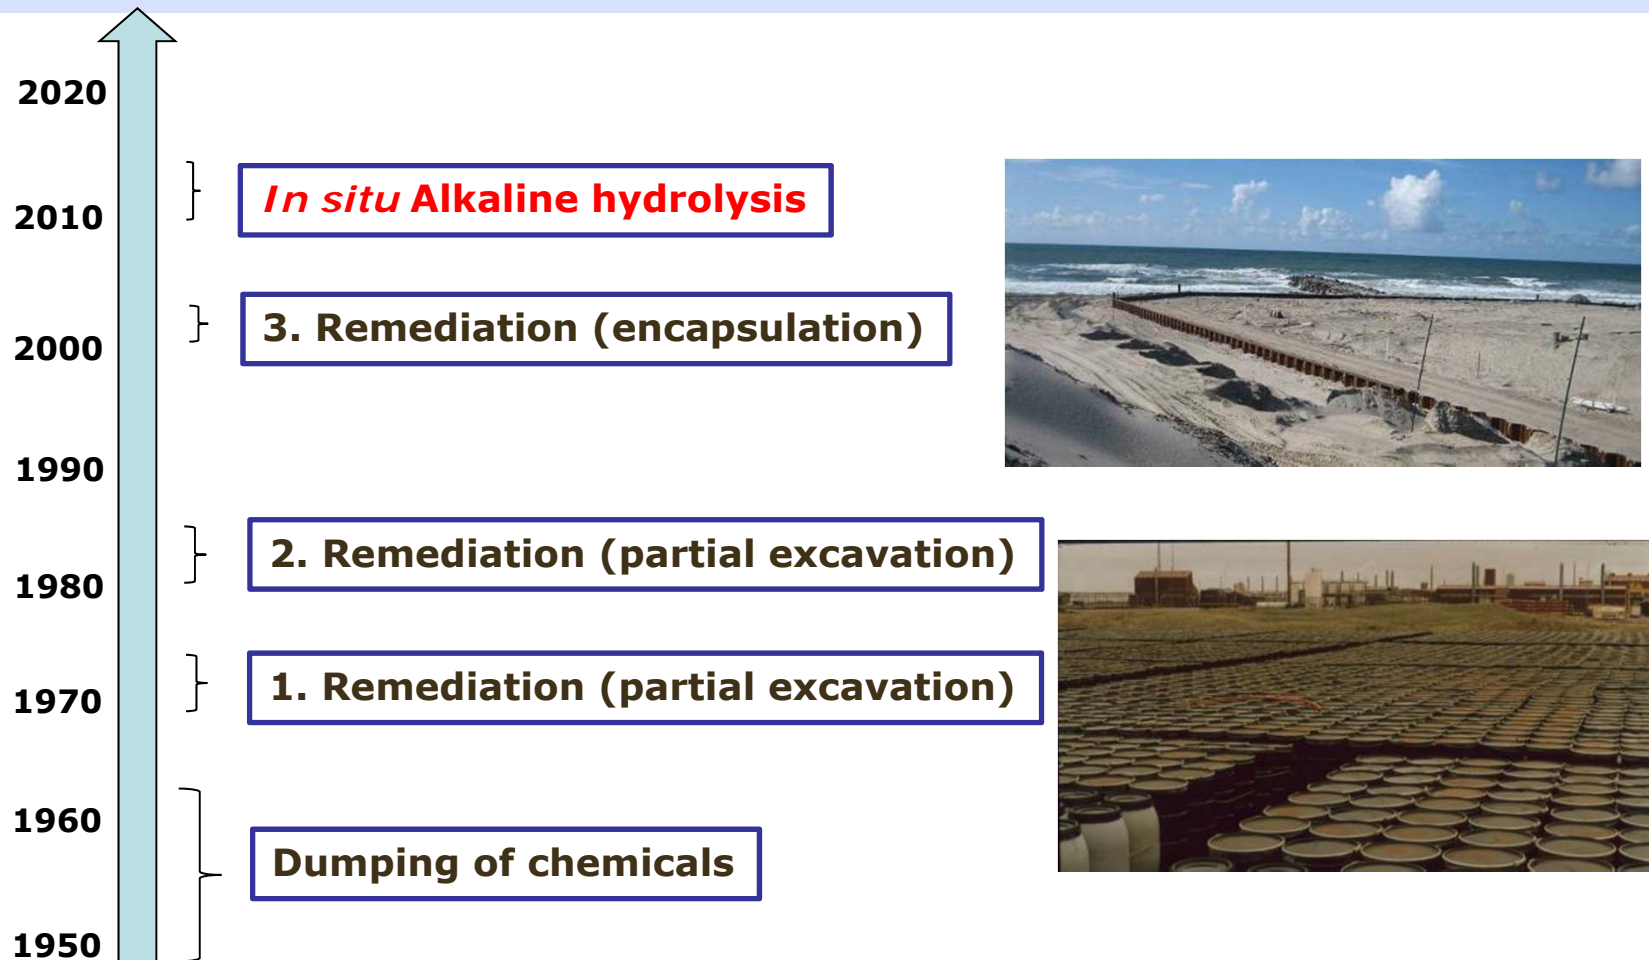 2020
In situ Alkaline hydrolysis
2010
3. Remediation (encapsulation)
2000
1990
2. Remediation (partial excavation)
1980
1. Remediation (partial excavation)
1970
1960
Dumping of chemicals
1950